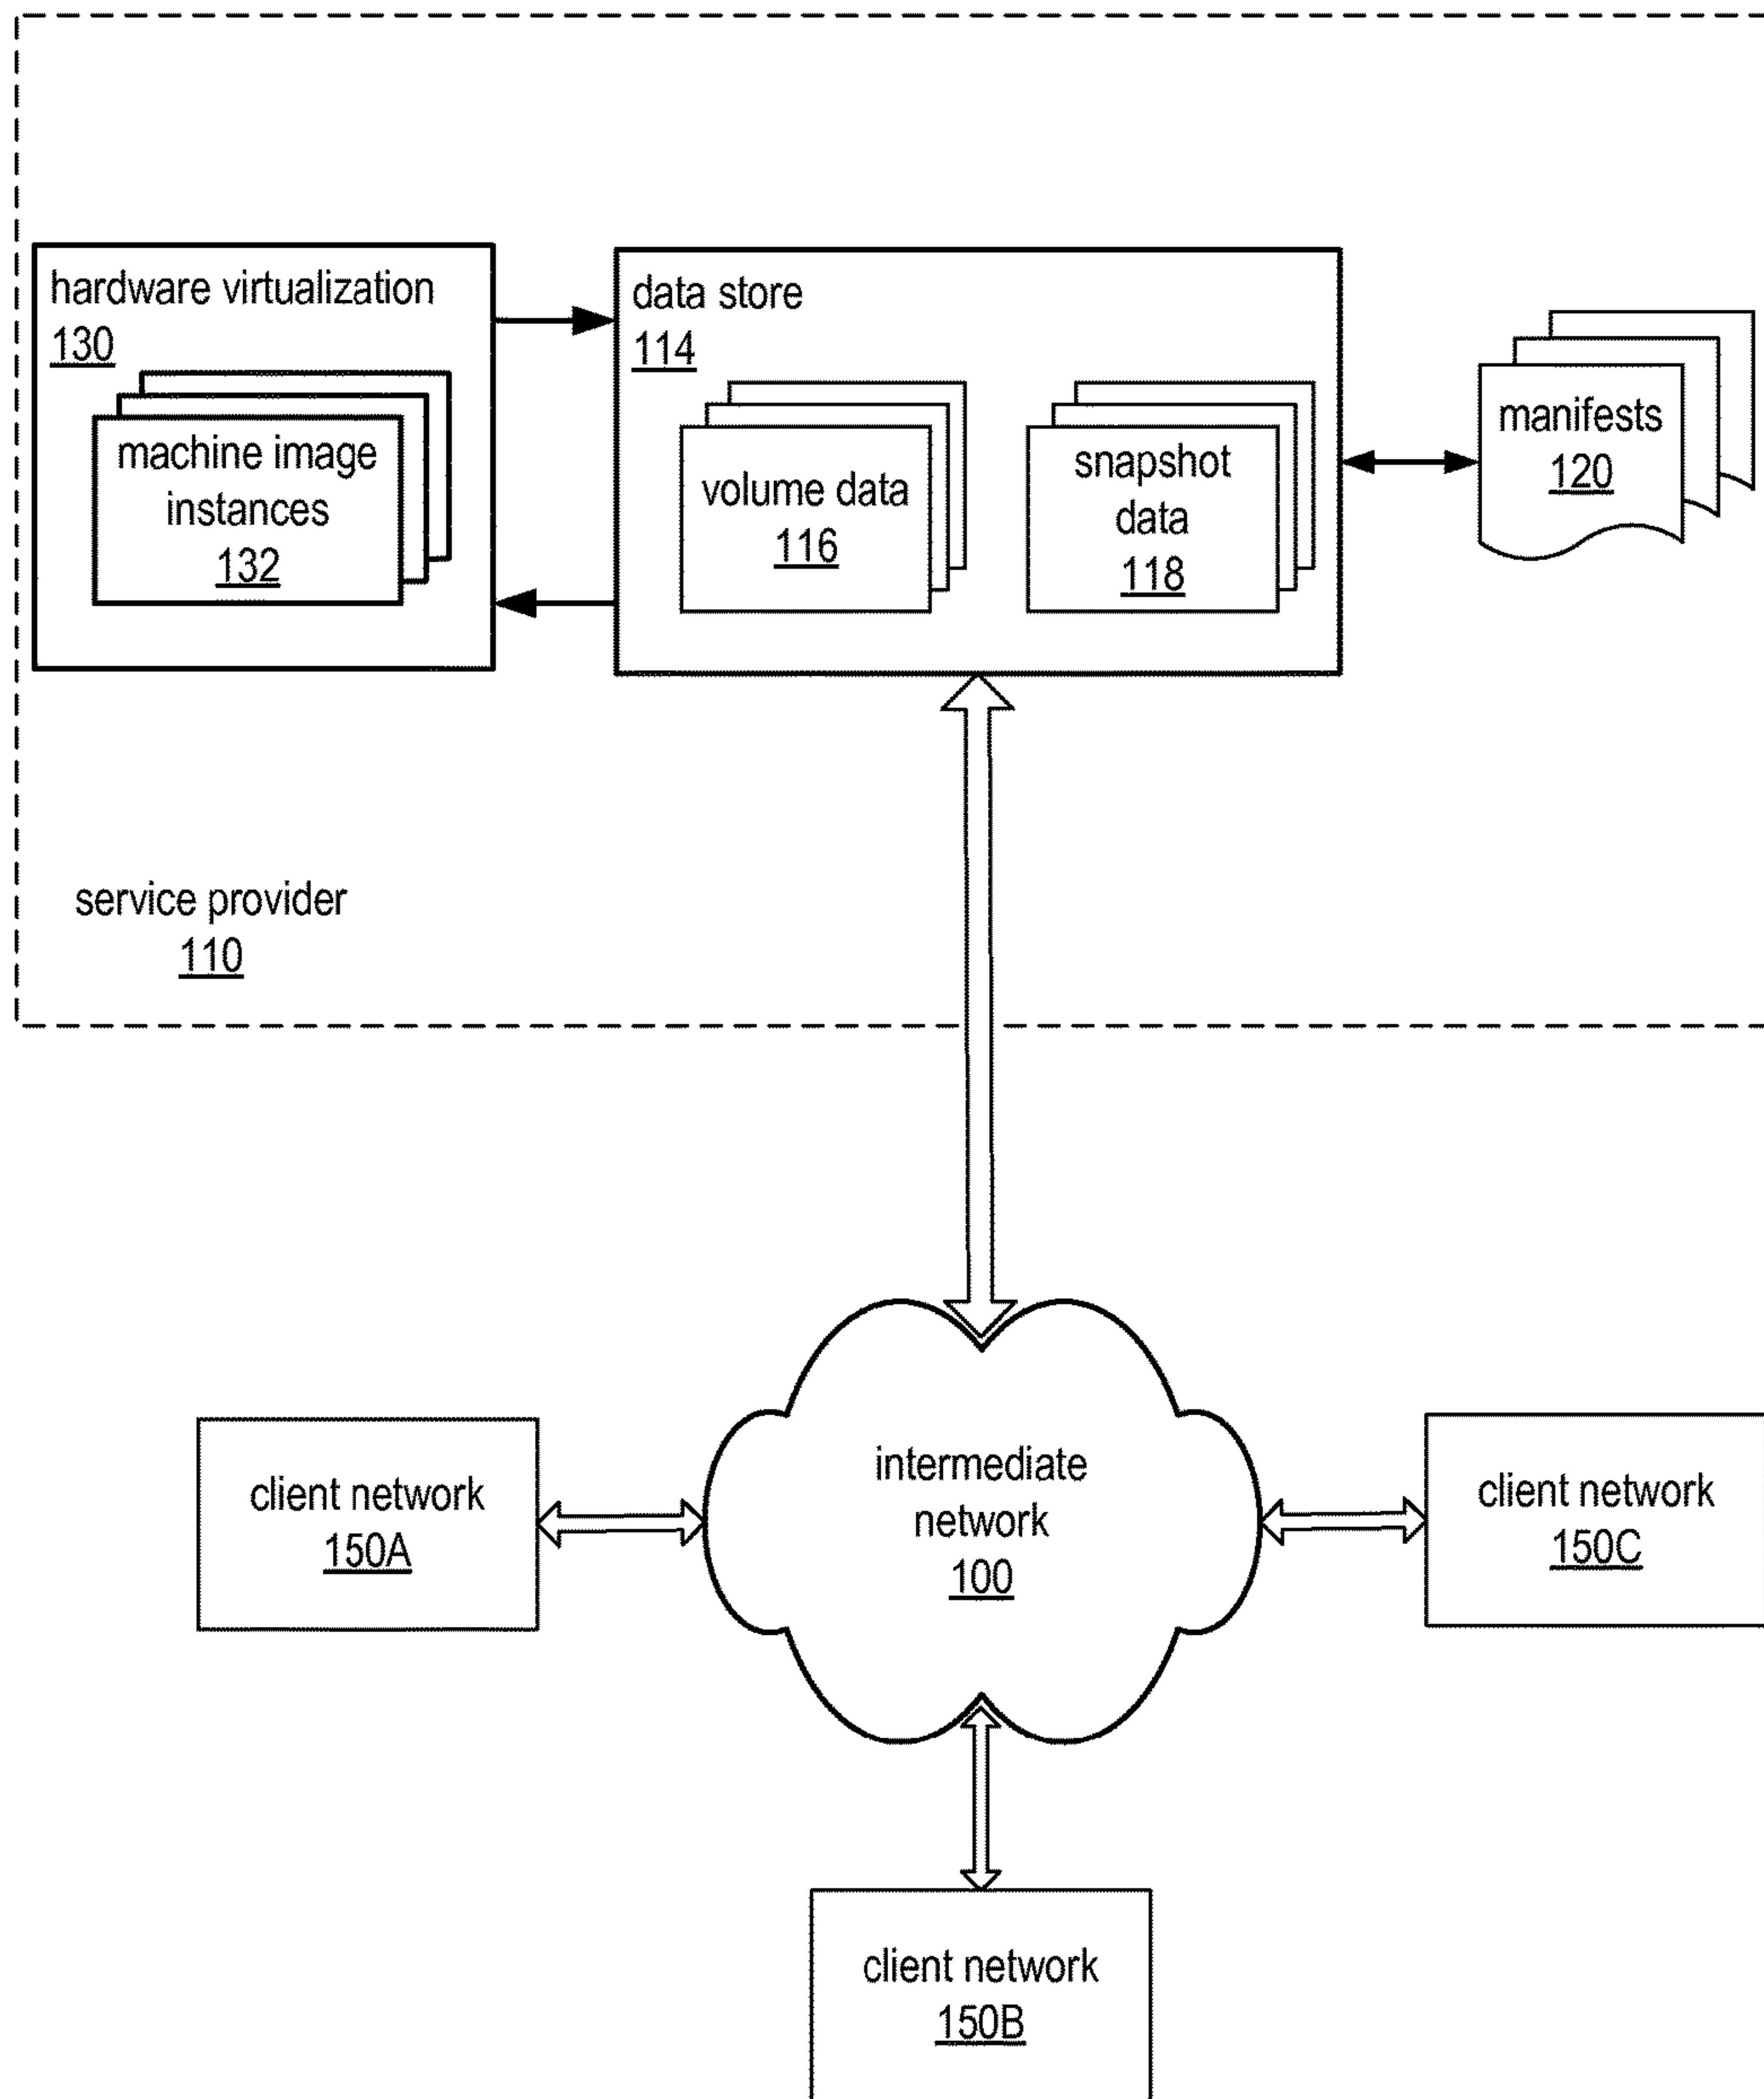 hardware virtualization
130
machine image
instances
132
data store
114
volume data
116
snapshot
data
118
manifests
120
service provider
110
client network
150A
intermediate
network
100
client network
150C
client network
150B